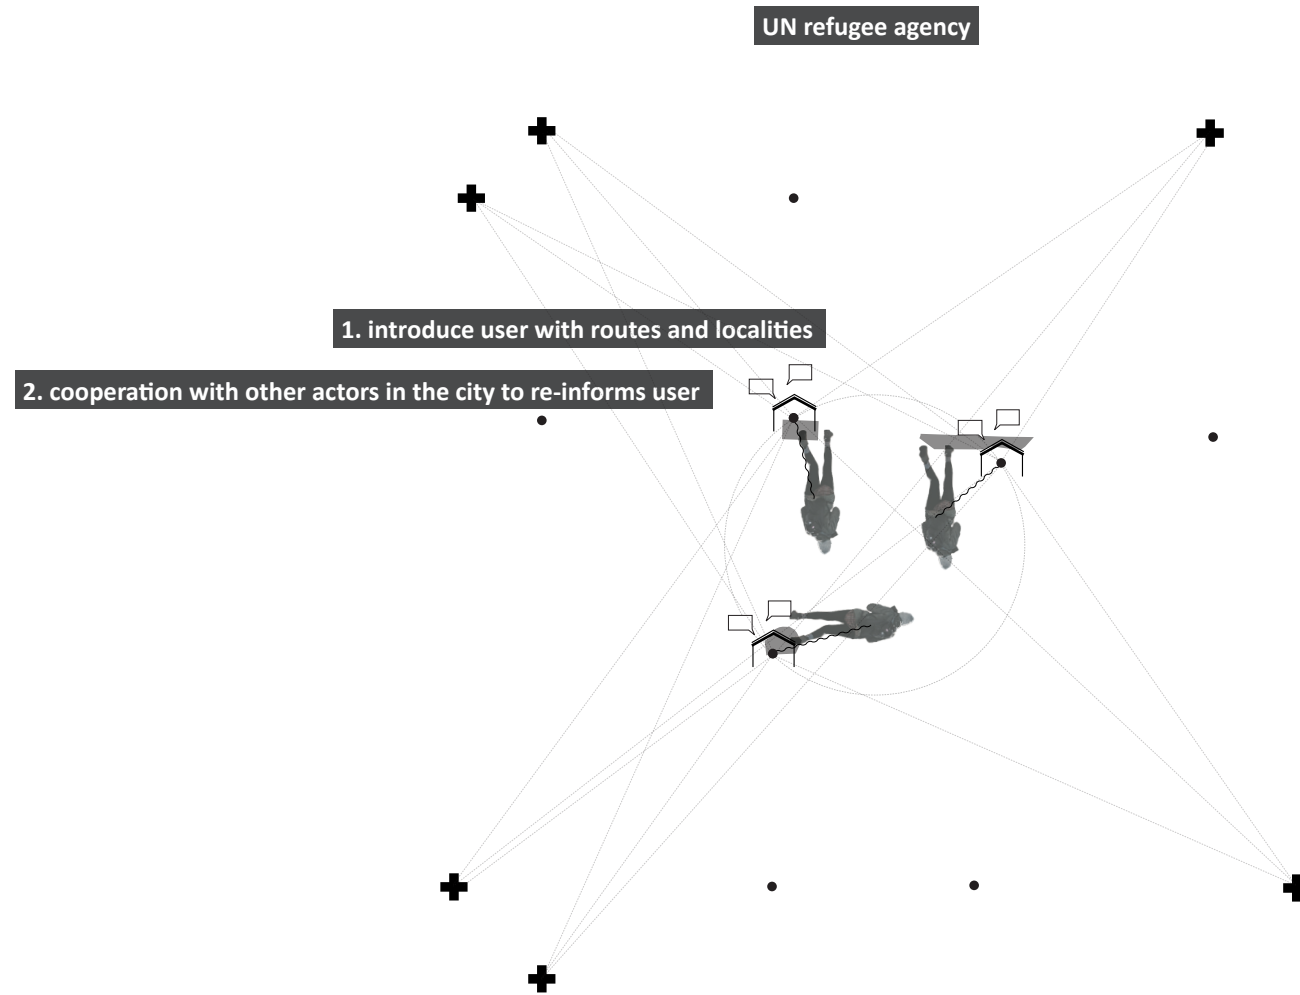 UN refugee agency
1. introduce user with routes and localities
2. cooperation with other actors in the city to re-informs user